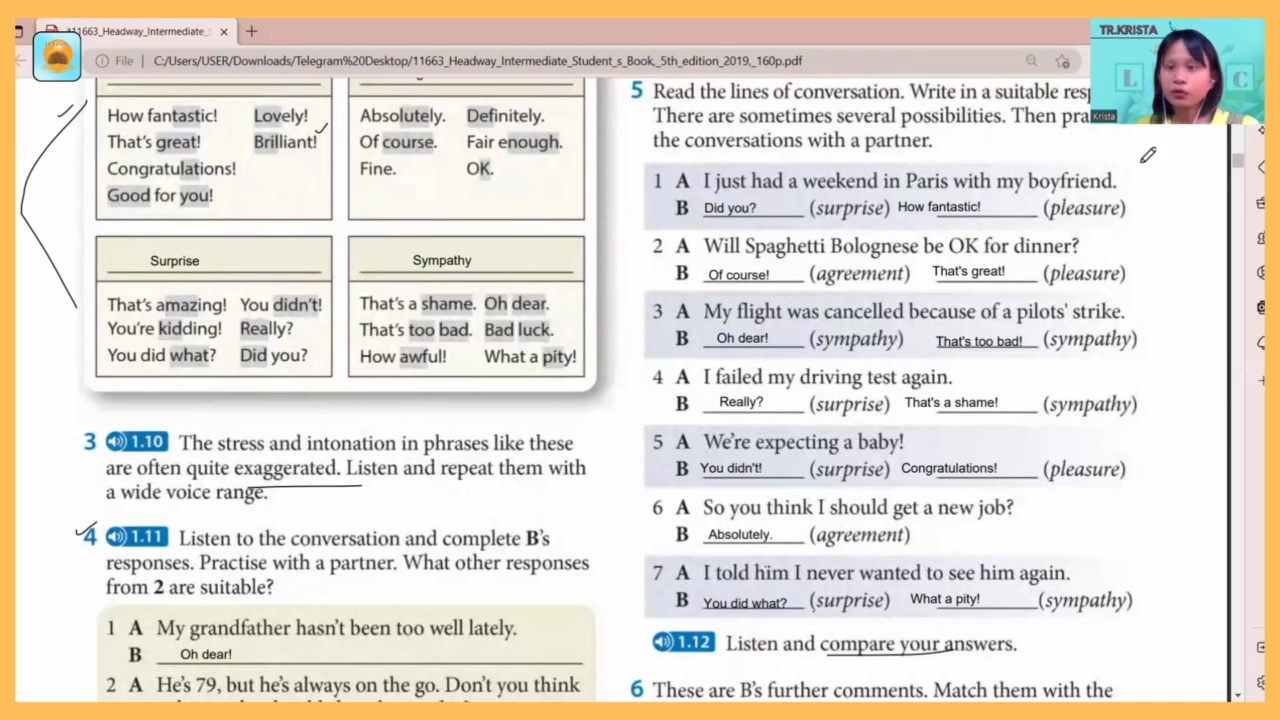 11663_Headway_Intermediate_
TR.KRISTA
File C:/Users/USER/Downloads/Telegram%20Desktop/11663_Headway_Intermediate_Student_s_Book,_5th_edition_2019,_160p.pdf
L C
Krista
How fantastic! Lovely!
That's great! Brilliant!
Congratulations!
Good for you!
Absolutely. Definitely.
Of course. Fair enough.
Fine. OK.
Surprise
That's amazing! You didn't!
You're kidding! Really?
You did what? Did you?
Sympathy
That's a shame. Oh dear.
That's too bad. Bad luck.
How awful! What a pity!
3 1.10 The stress and intonation in phrases like these
are often quite exaggerated. Listen and repeat them with
a wide voice range.
4 1.11 Listen to the conversation and complete B's
responses. Practise with a partner. What other responses
from 2 are suitable?
1 A My grandfather hasn't been too well lately.
B Oh dear!
2 A He's 79, but he's always on the go. Don't you think
5 Read the lines of conversation. Write in a suitable
There are sometimes several possibilities. Then
the conversations with a partner.
1 A I just had a weekend in Paris with my boyfriend.
B Did you? (surprise) How fantastic! (pleasure)
2 A Will Spaghetti Bolognese be OK for dinner?
B Of course! (agreement) That's great! (pleasure)
3 A My flight was cancelled because of a pilots' strike.
B Oh dear! (sympathy) That's too bad! (sympathy)
4 A I failed my driving test again.
B Really? (surprise) That's a shame! (sympathy)
5 A We're expecting a baby!
B You didn't! (surprise) Congratulations! (pleasure)
6 A So you think I should get a new job?
B Absolutely. (agreement)
7 A I told him I never wanted to see him again.
B You did what? (surprise) What a pity! (sympathy)
1.12 Listen and compare your answers.
6 These are B's further comments. Match them with the